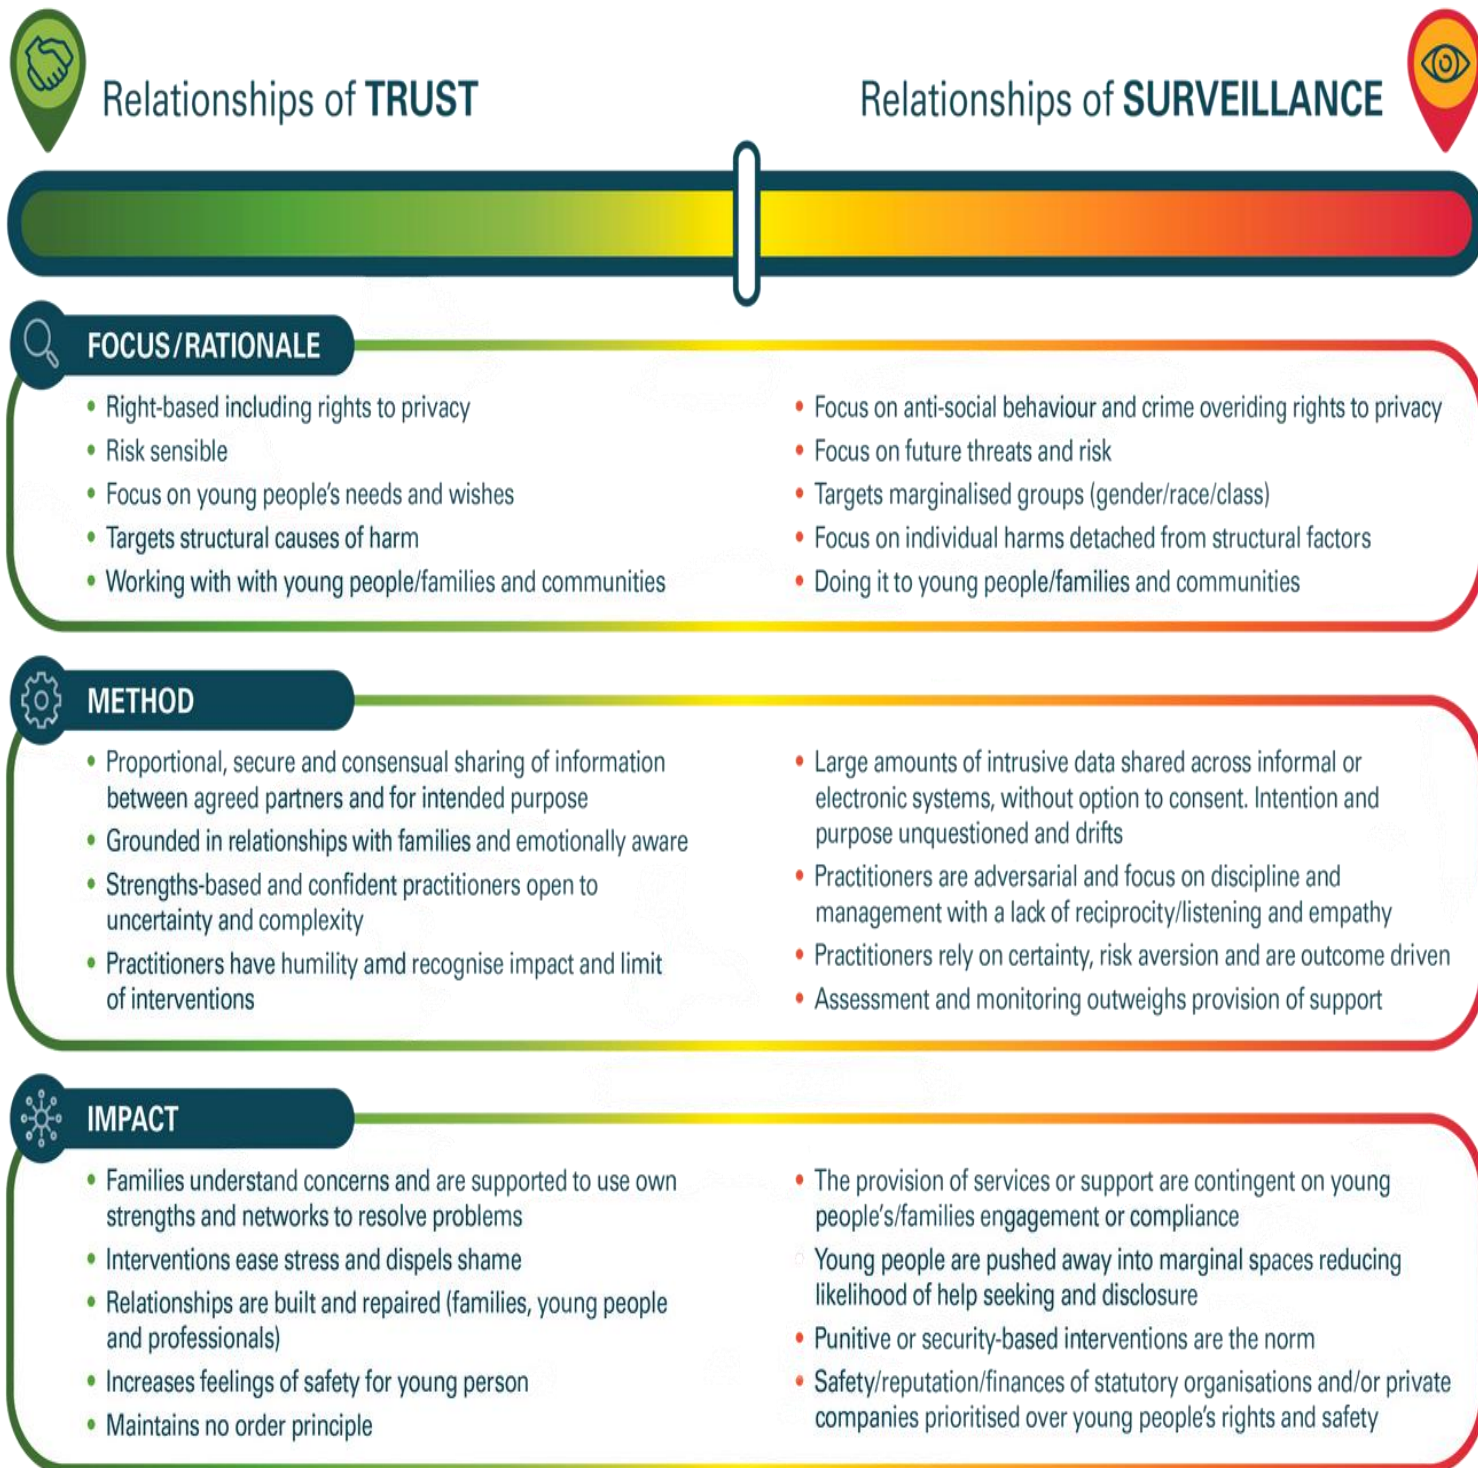 Relationships of TRUST
Relationships of SURVEILLANCE
FOCUS/RATIONALE
• Right-based including rights to privacy
• Risk sensible
• Focus on young people's needs and wishes
• Targets structural causes of harm
• Working with with young people/families and communities
• Focus on anti-social behaviour and crime overiding rights to privacy
• Focus on future threats and risk
• Targets marginalised groups (gender/race/class)
• Focus on individual harms detached from structural factors
• Doing it to young people/families and communities
METHOD
• Proportional, secure and consensual sharing of information
between agreed partners and for intended purpose
• Grounded in relationships with families and emotionally aware
• Strengths-based and confident practitioners open to
uncertainty and complexity
• Practitioners have humility amd recognise impact and limit
of interventions
• Large amounts of intrusive data shared across informal or
electronic systems, without option to consent. Intention and
purpose unquestioned and drifts
• Practitioners are adversarial and focus on discipline and
management with a lack of reciprocity/listening and empathy
• Practitioners rely on certainty, risk aversion and are outcome driven
• Assessment and monitoring outweighs provision of support
IMPACT
• Families understand concerns and are supported to use own
strengths and networks to resolve problems
• Interventions ease stress and dispels shame
• Relationships are built and repaired (families, young people
and professionals)
• Increases feelings of safety for young person
• Maintains no order principle
• The provision of services or support are contingent on young
people's/families engagement or compliance
Young people are pushed away into marginal spaces reducing
likelihood of help seeking and disclosure
• Punitive or security-based interventions are the norm
• Safety/reputation/finances of statutory organisations and/or private
companies prioritised over young people's rights and safety